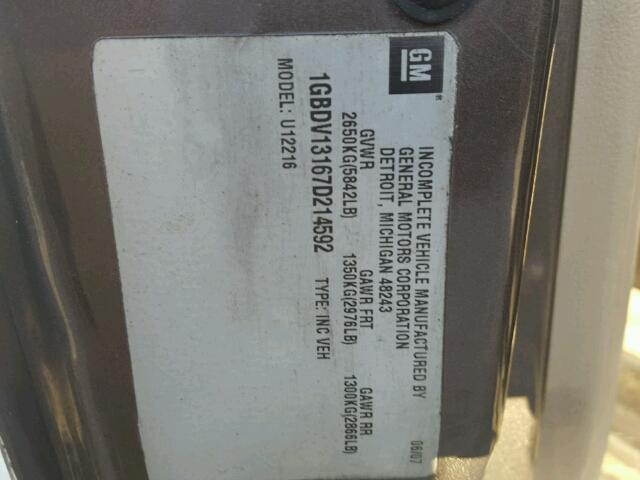 GM
®
INCOMPLETE VEHICLE MANUFACTURED BY
GENERAL MOTORS CORPORATION
DETROIT, MICHIGAN 48243
06/07
GVWR GAWR FRT GAWR RR
2650KG(5842LB) 1350KG(2976LB) 1300KG(2866LB)
1GBDV13167D214592 TYPE: INC VEH
MODEL: U12216